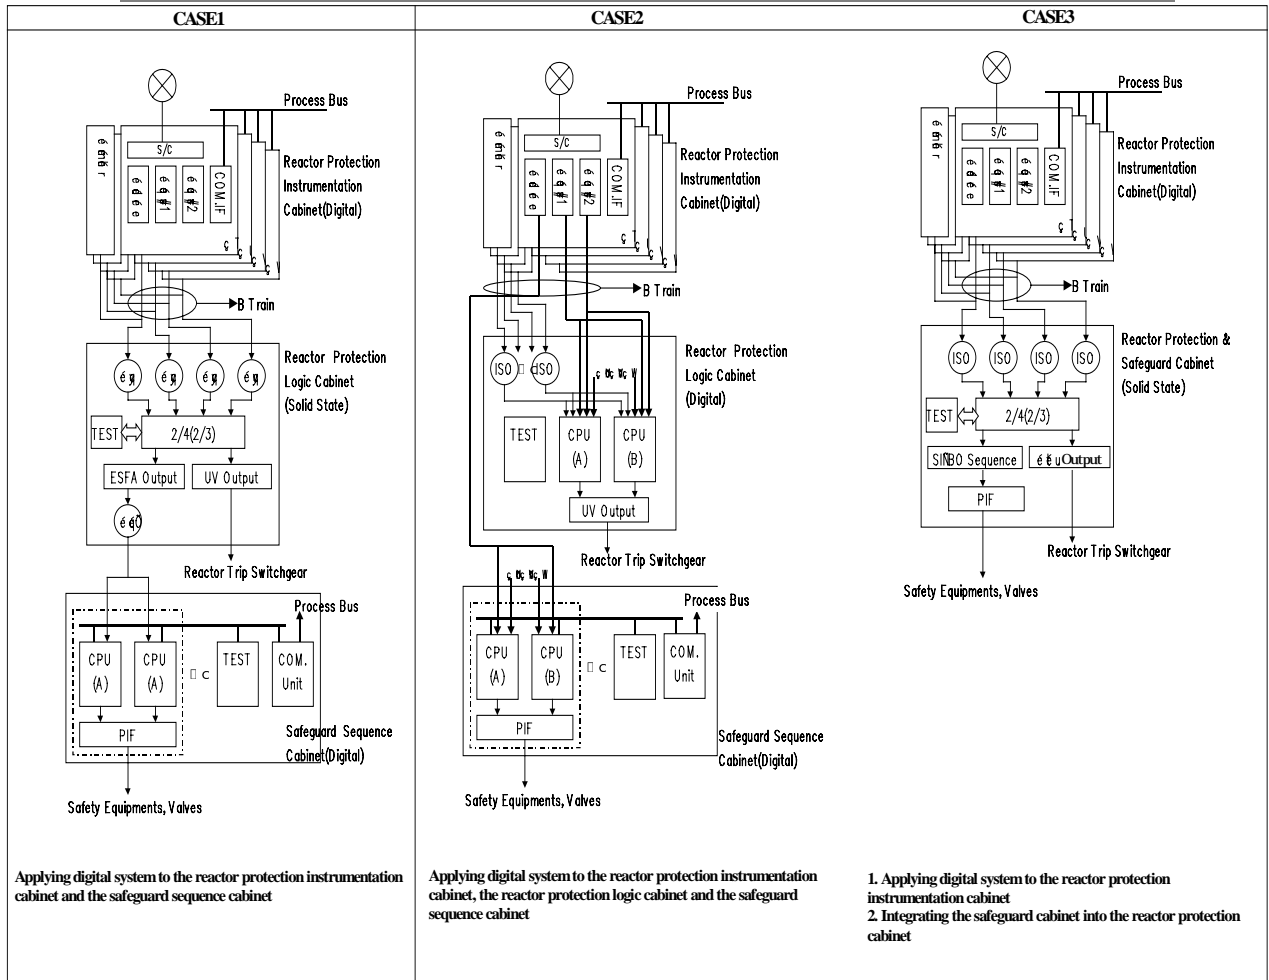 CASE1
Process Bus
s/c
COM.IF
Reactor Protection
Instrumentation
Cabinet(Digital)
B Train
Reactor Protection
Logic Cabinet
(Solid State)
TEST
2/4(2/3)
ESFA Output
UV Output
Reactor Trip Switchgear
Process Bus
CPU
(A)
CPU
(A)
TEST
COM.
Unit
PIF
Safeguard Sequence
Cabinet(Digital)
Safety Equipments, Valves
Applying digital system to the reactor protection instrumentation
cabinet and the safeguard sequence cabinet
CASE2
Process Bus
s/c
COM.IF
Reactor Protection
Instrumentation
Cabinet(Digital)
B Train
ISO
ISO
Reactor Protection
Logic Cabinet
(Digital)
TEST
CPU
(A)
CPU
(B)
UV Output
Reactor Trip Switchgear
Process Bus
CPU
(A)
CPU
(B)
TEST
COM.
Unit
PIF
Safeguard Sequence
Cabinet(Digital)
Safety Equipments, Valves
Applying digital system to the reactor protection instrumentation
cabinet, the reactor protection logic cabinet and the safeguard
sequence cabinet
CASE3
Process Bus
s/c
COM.IF
Reactor Protection
Instrumentation
Cabinet(Digital)
B Train
ISO
ISO
ISO
ISO
Reactor Protection &
Safeguard Cabinet
(Solid State)
TEST
2/4(2/3)
Sequence
Output
PIF
Reactor Trip Switchgear
Safety Equipments, Valves
1. Applying digital system to the reactor protection
instrumentation cabinet
2. Integrating the safeguard cabinet into the reactor protection
cabinet